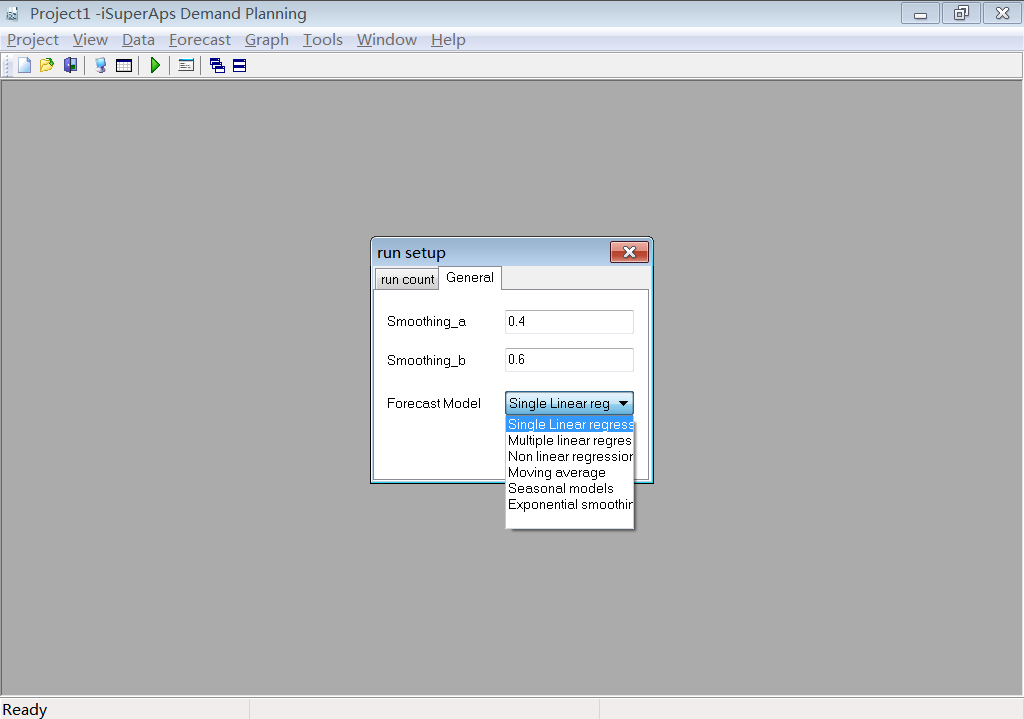 Project1 -iSuperAps Demand Planning
Project View Data Forecast Graph Tools Window Help
run setup
run count General
Smoothing_a 0.4
Smoothing_b 0.6
Forecast Model Single Linear reg
Single Linear regress
Multiple linear regres
Non linear regression
Moving average
Seasonal models
Exponential smoothin
Ready